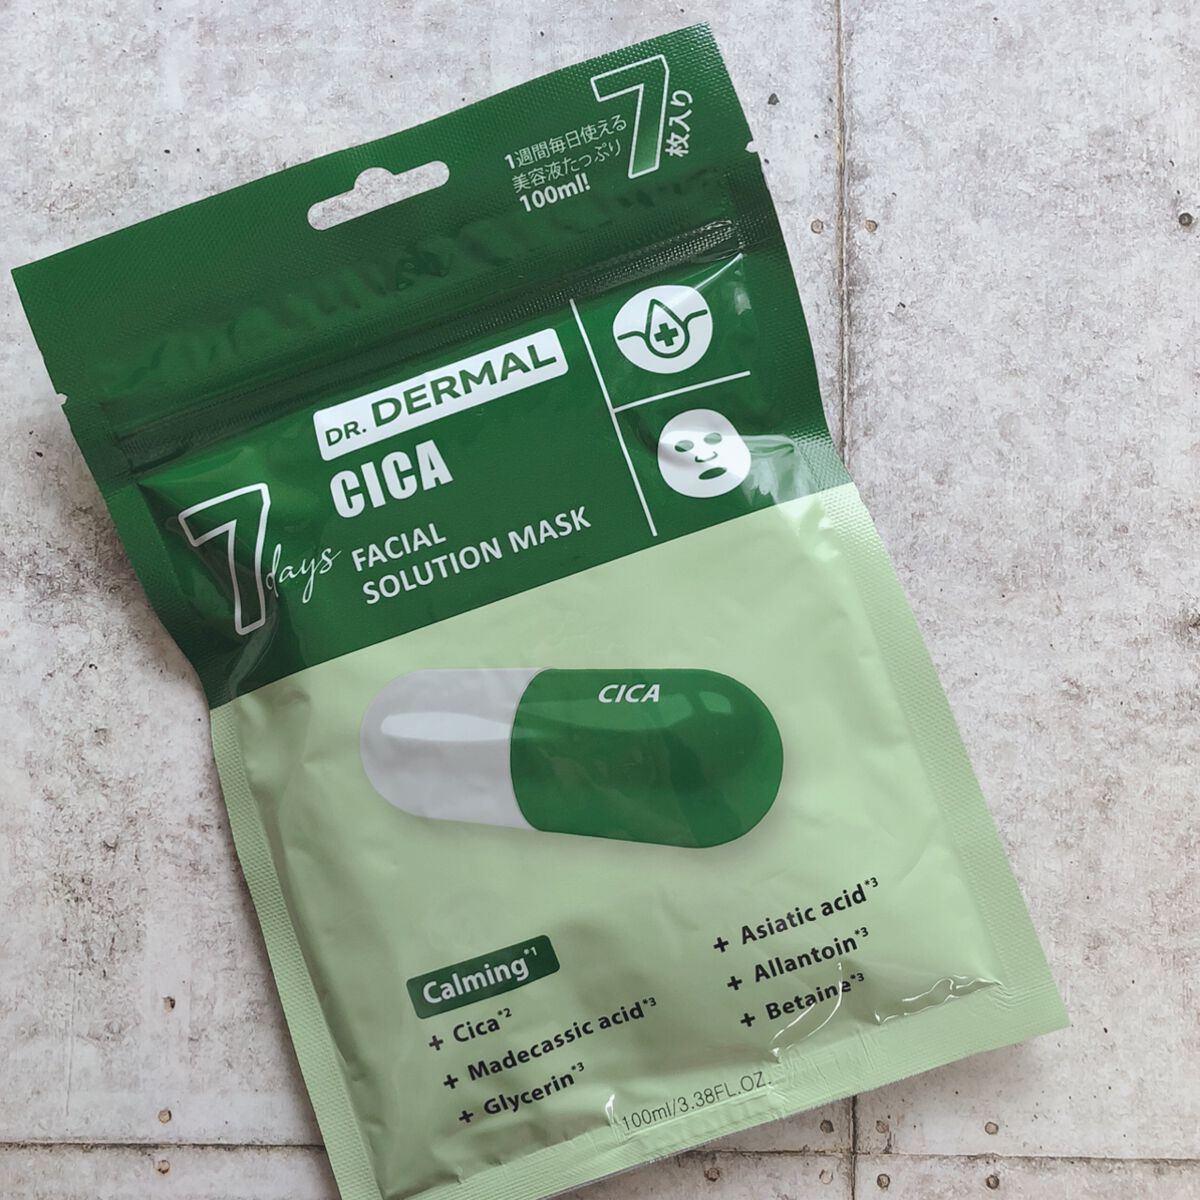 1週間毎日使える
美容液たっぷり
100ml!
7枚入り
DR. DERMAL
CICA
7days
FACIAL
SOLUTION MASK
CICA
Calming*1
+ Cica*2
+ Madecassic acid*3
+ Glycerin*3
+ Asiatic acid*3
+ Allantoin*3
+ Betaine*3
100ml/3.38FL.OZ.